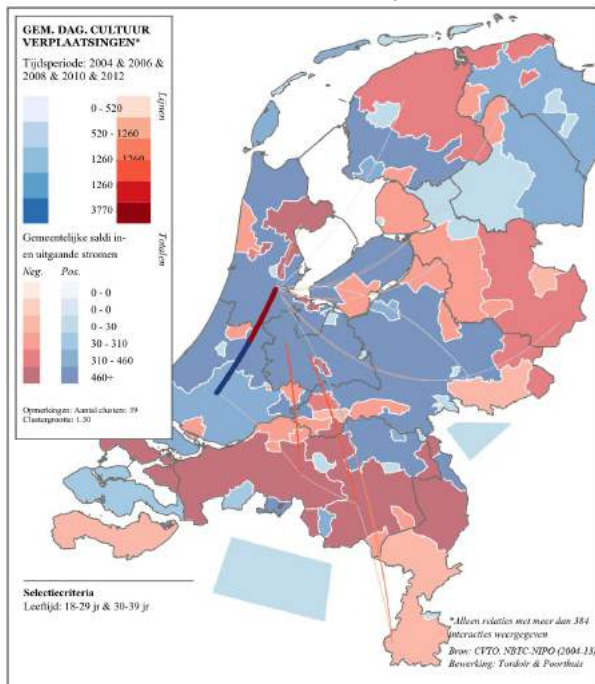 GEM. DAG. CULTUUR
VERPLAATSINGEN*
Tijdsperiode: 2004 & 2006 &
2008 & 2010 & 2012
Lijnen
0 - 520
520 - 1260
1260 - 1260
1260
3770
Gemeentelijke saldi in-
en uitgaande stromen
Totalen
Neg. Pos.
0 - 0
0 - 0
0 - 30
30 - 310
310 - 460
460+
Opmerkingen: Aantal clusters: 39
Clustergrootte: 1.50
Selectiecriteria
Leeftijd: 18-29 jr & 30-39 jr
*Alleen relaties met meer dan 384
interacties weergegeven
Bron: CVTO, NBTC-NIPO (2004-13)
Bewerking: Tordoir & Poorthuis